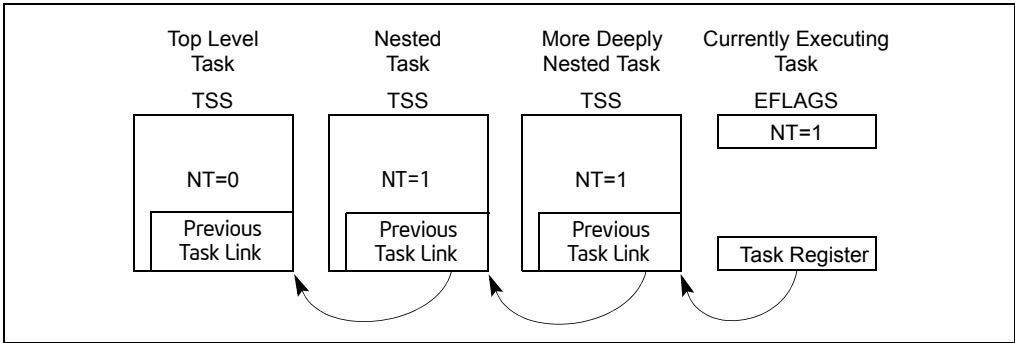 Top Level
Task
Nested
Task
More Deeply
Nested Task
Currently Executing
Task
TSS
TSS
TSS
EFLAGS
NT=1
NT=0
NT=1
NT=1
Previous
Task Link
Previous
Task Link
Previous
Task Link
Task Register